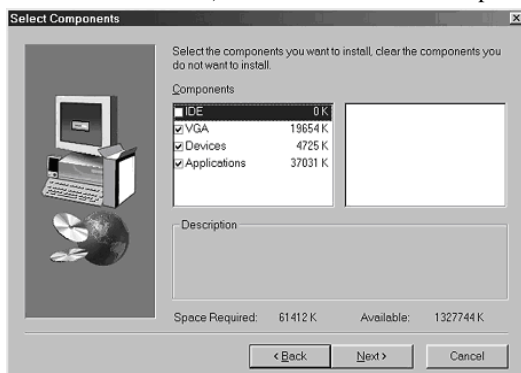 Select Components
Select the components you want to install, clear the components you
do not want to install.
Components
IDE 0 K
VGA 19654 K
Devices 4725 K
Applications 37031 K
Description
Space Required: 61412 K Available: 1327744 K
< Back Next > Cancel